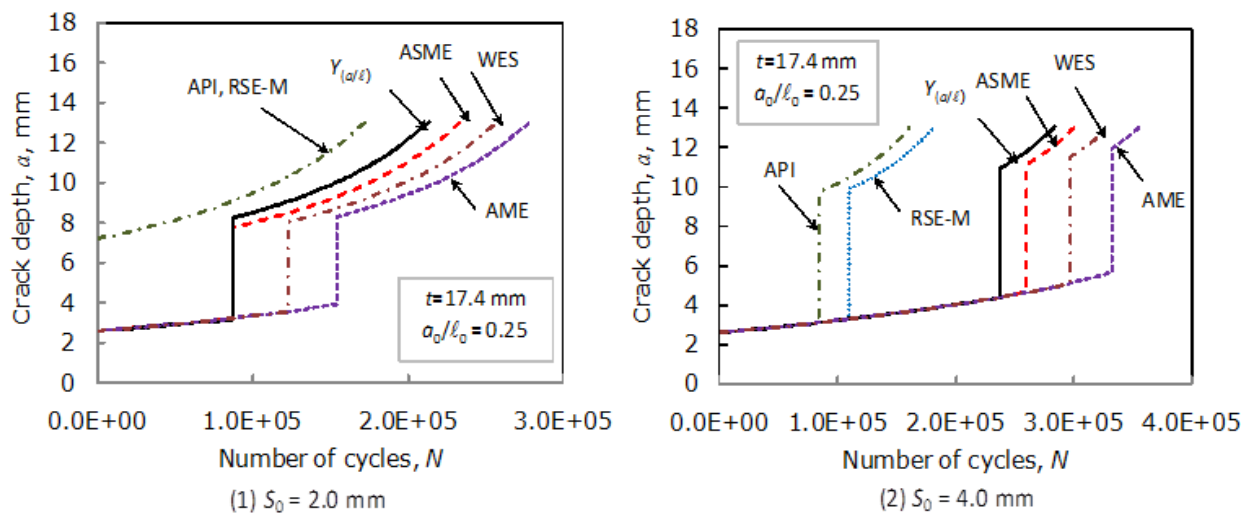 18
16
14
12
10
8
6
4
2
0
Crack depth, a, mm
API, RSE-M
Y(a/ℓ)
ASME
WES
AME
t=17.4 mm
a₀/ℓ₀ = 0.25
0.0E+00 1.0E+05 2.0E+05 3.0E+05
Number of cycles, N
(1) S₀ = 2.0 mm
18
16
14
12
10
8
6
4
2
0
Crack depth, a, mm
t=17.4 mm
a₀/ℓ₀ = 0.25
API
RSE-M
Y(a/ℓ)
ASME
WES
AME
0.0E+00 1.0E+05 2.0E+05 3.0E+05 4.0E+05
Number of cycles, N
(2) S₀ = 4.0 mm